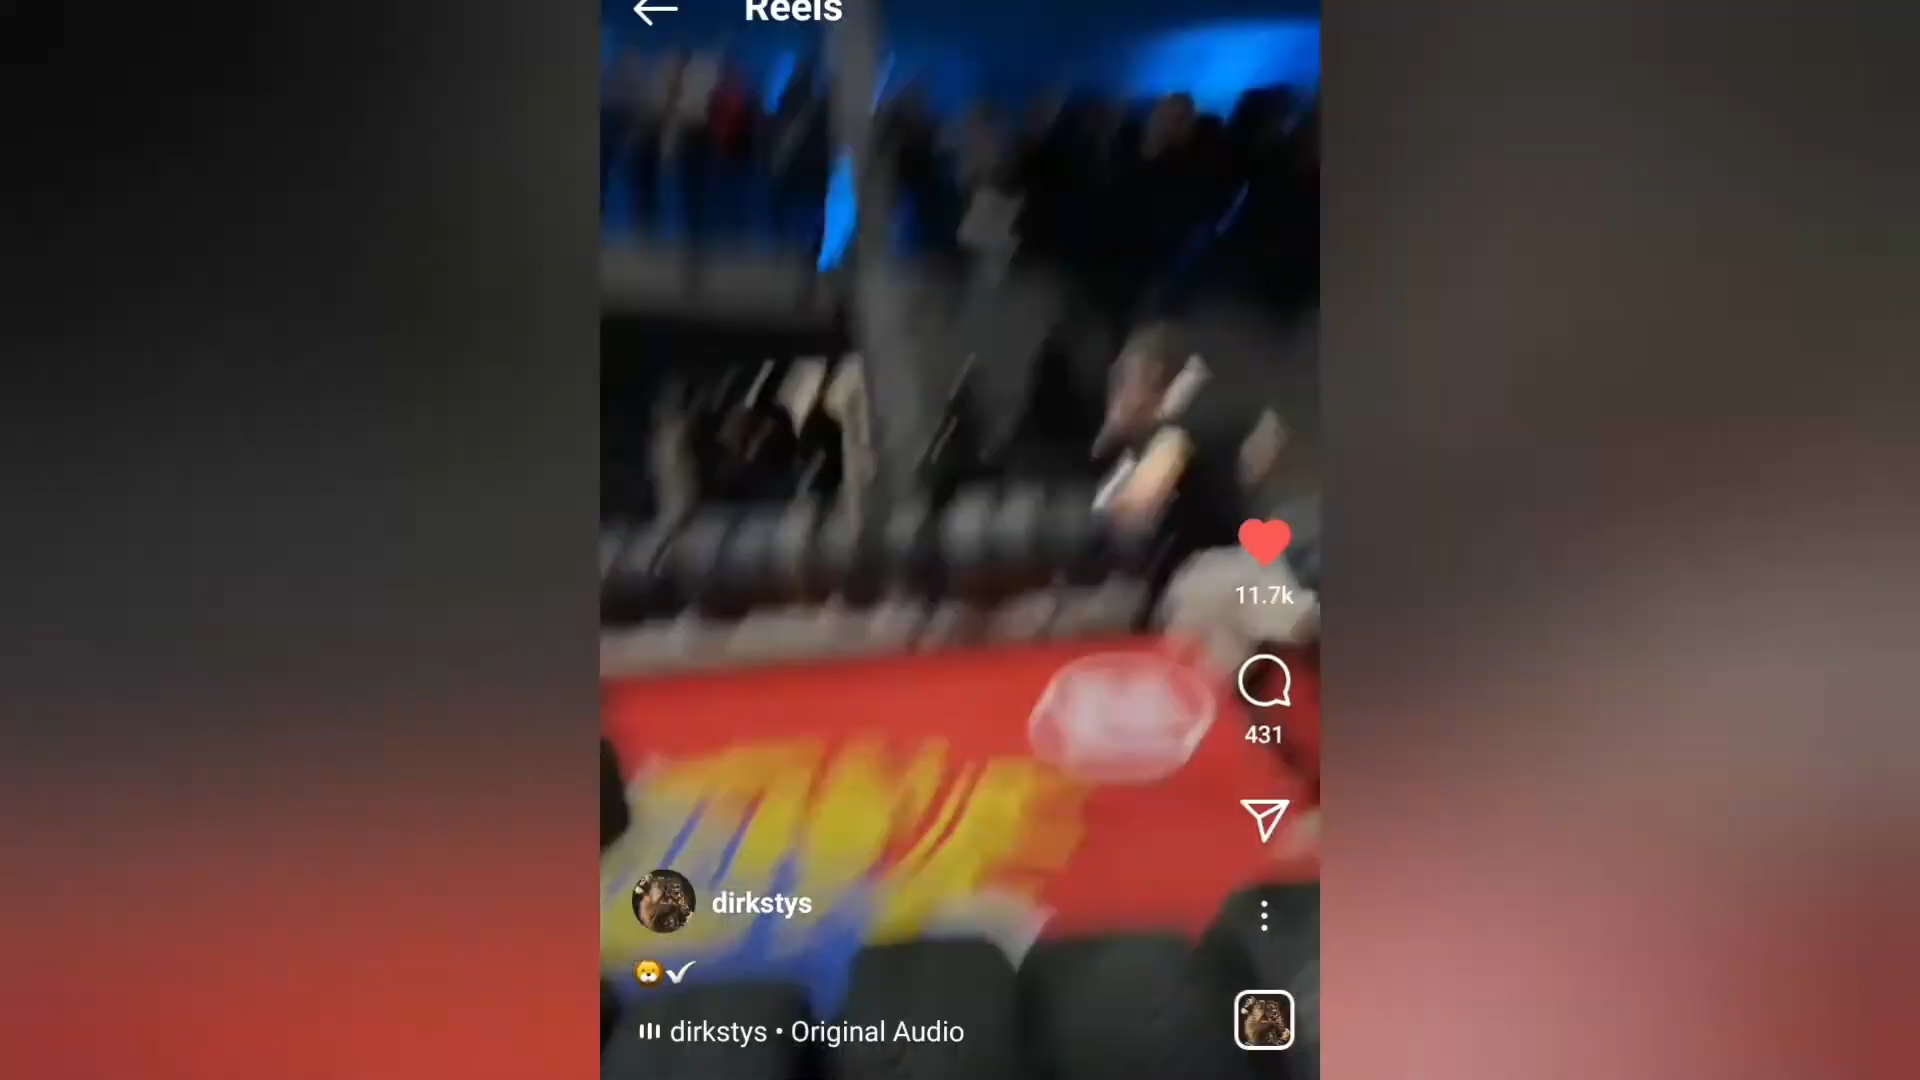 Reels
11.7k
431
dirkstys
dirkstys • Original Audio